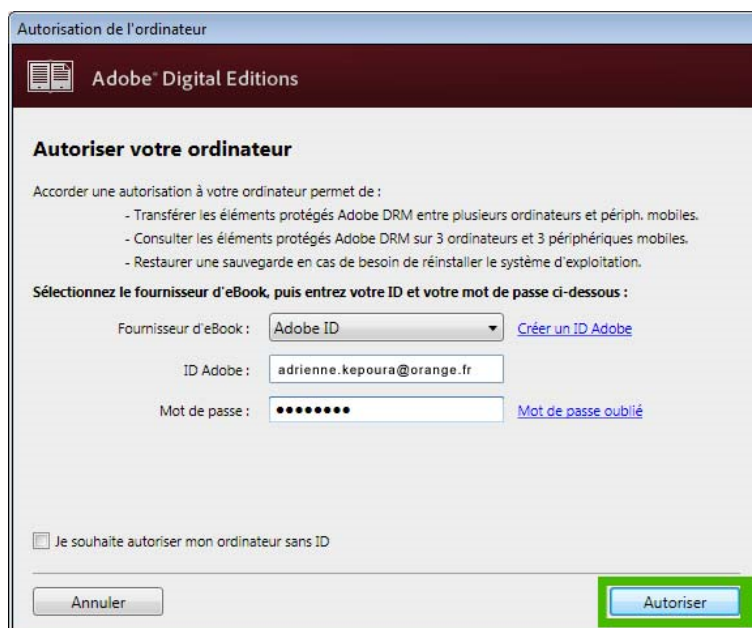 Autorisation de l'ordinateur
Adobe® Digital Editions
Autoriser votre ordinateur
Accorder une autorisation à votre ordinateur permet de :
- Transférer les éléments protégés Adobe DRM entre plusieurs ordinateurs et périph. mobiles.
- Consulter les éléments protégés Adobe DRM sur 3 ordinateurs et 3 périphériques mobiles.
- Restaurer une sauvegarde en cas de besoin de réinstaller le système d'exploitation.
Sélectionnez le fournisseur d'eBook, puis entrez votre ID et votre mot de passe ci-dessous :
Fournisseur d'eBook : Adobe ID Créer un ID Adobe
ID Adobe : adrienne.kepoura@orange.fr
Mot de passe : ●●●●●●●● Mot de passe oublié
Je souhaite autoriser mon ordinateur sans ID
Annuler Autoriser